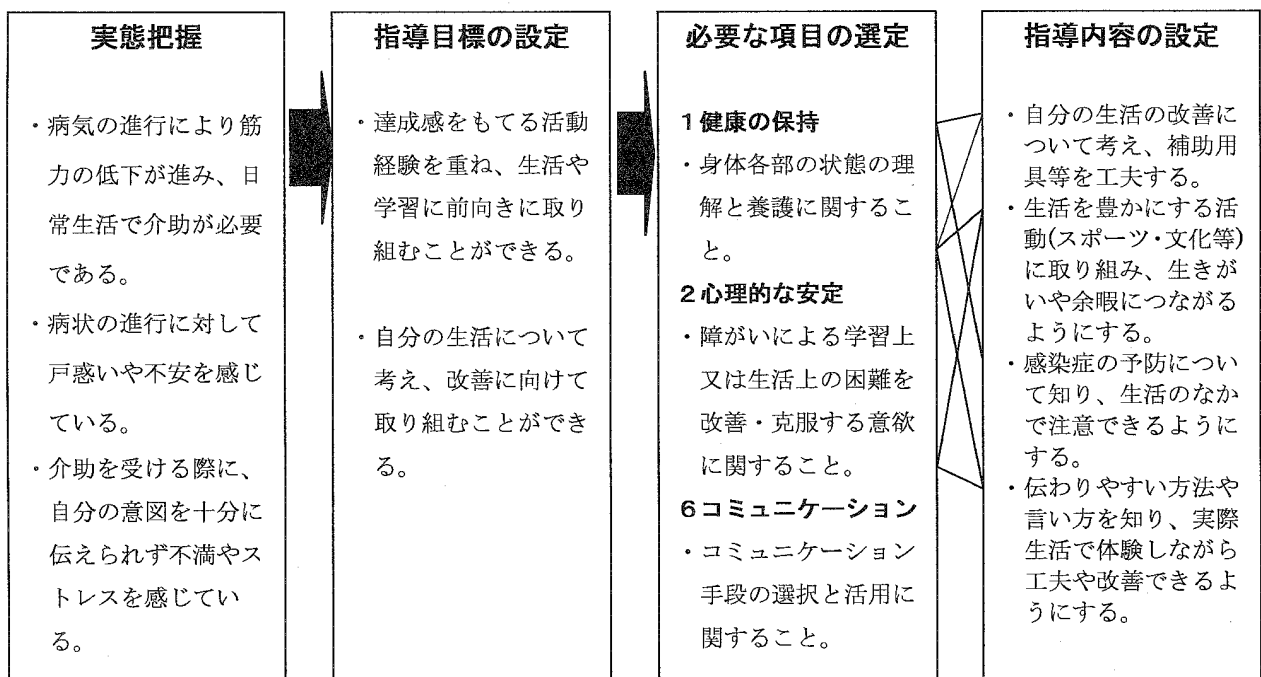 実態把握
・病気の進行により筋
力の低下が進み、日
常生活で介助が必要
である。
・病状の進行に対して
戸惑いや不安を感じ
ている。
・介助を受ける際に、
自分の意図を十分に
伝えられず不満やス
トレスを感じてい
る。
指導目標の設定
・達成感をもてる活動
経験を重ね、生活や
学習に前向きに取り
組むことができる。
・自分の生活について
考え、改善に向けて
取り組むことができ
る。
必要な項目の選定
1健康の保持
・身体各部の状態の理
解と養護に関するこ
と。
2心理的な安定
・障がいによる学習上
又は生活上の困難を
改善・克服する意欲
に関すること。
6コミュニケーション
・コミュニケーション
手段の選択と活用に
関すること。
指導内容の設定
・自分の生活の改善に
ついて考え、補助用
具等を工夫する。
・生活を豊かにする活
動(スポーツ・文化等)
に取り組み、生きが
いや余暇につながる
ようにする。
・感染症の予防につい
て知り、生活のなか
で注意できるように
する。
・伝わりやすい方法や
言い方を知り、実際
生活で体験しながら
工夫や改善できるよ
うにする。